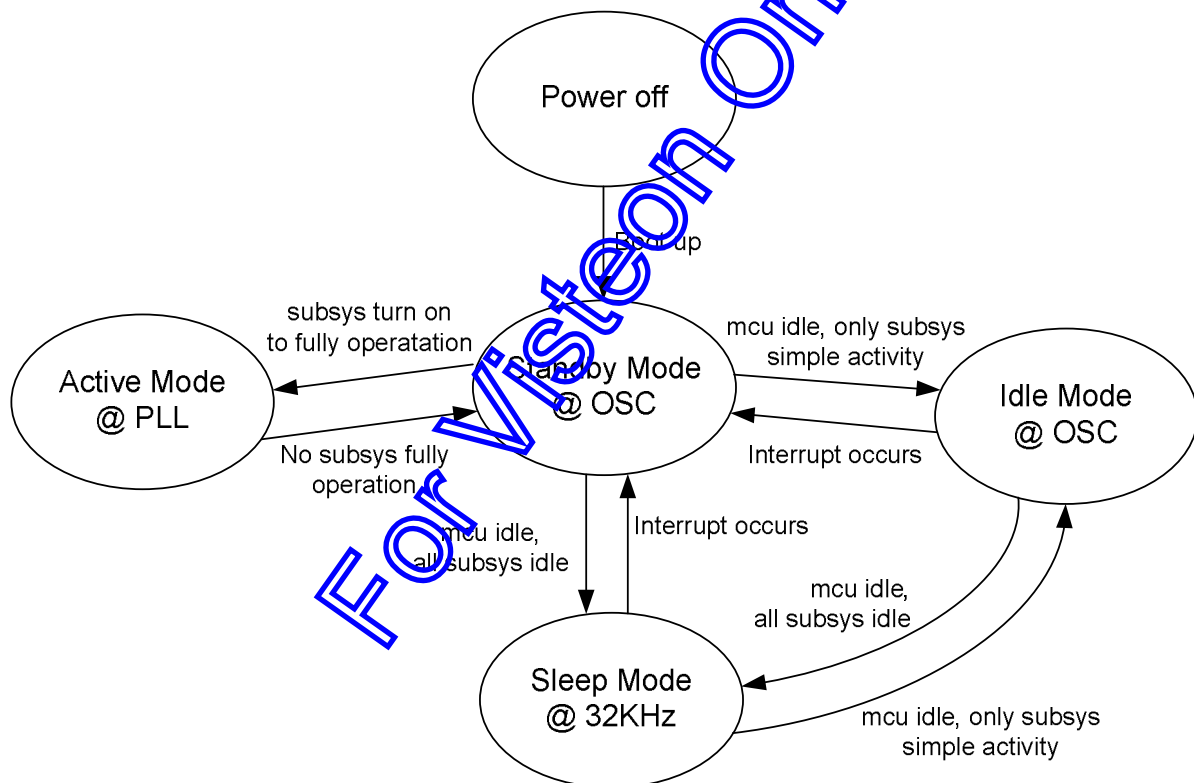 Power off
Boot up
subsys turn on
to fully operatation
mcu idle, only subsys
simple activity
Active Mode
@ PLL
Standby Mode
@ OSC
Idle Mode
@ OSC
No subsys fully
operation
Interrupt occurs
mcu idle,
all subsys idle
Interrupt occurs
mcu idle,
all subsys idle
Sleep Mode
@ 32KHz
mcu idle, only subsys
simple activity
For Visteon On